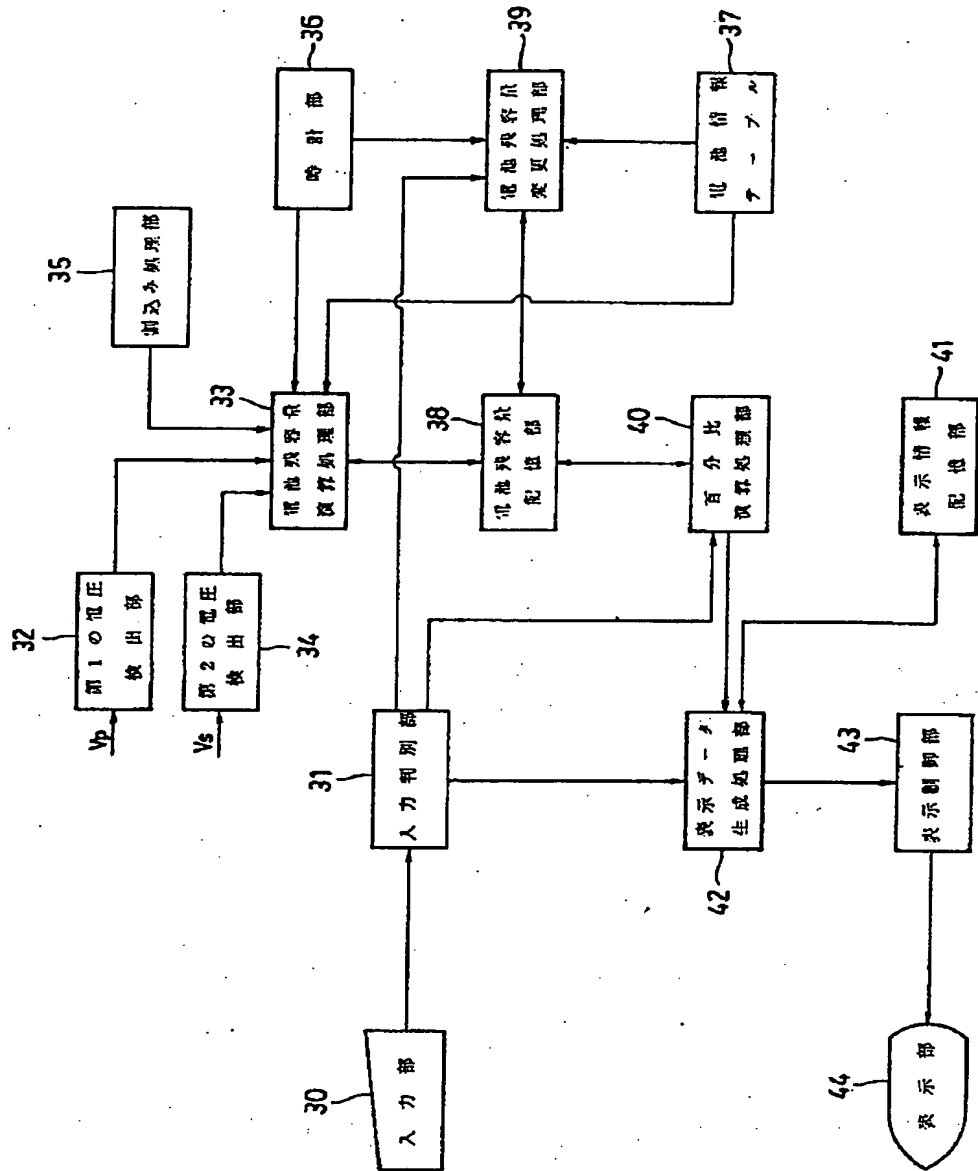 入力部
30
入力判別部
31
Vp
第1の電圧
検出部
32
Vs
第2の電圧
検出部
34
電池残容量
演算処理部
33
割込み処理部
35
時計部
36
電池残容量
記憶部
38
電池残容量
変更処理部
39
電池情報
テーブル
37
百分比
演算処理部
40
表示情報
記憶部
41
表示データ
生成処理部
42
表示制御部
43
表示部
44